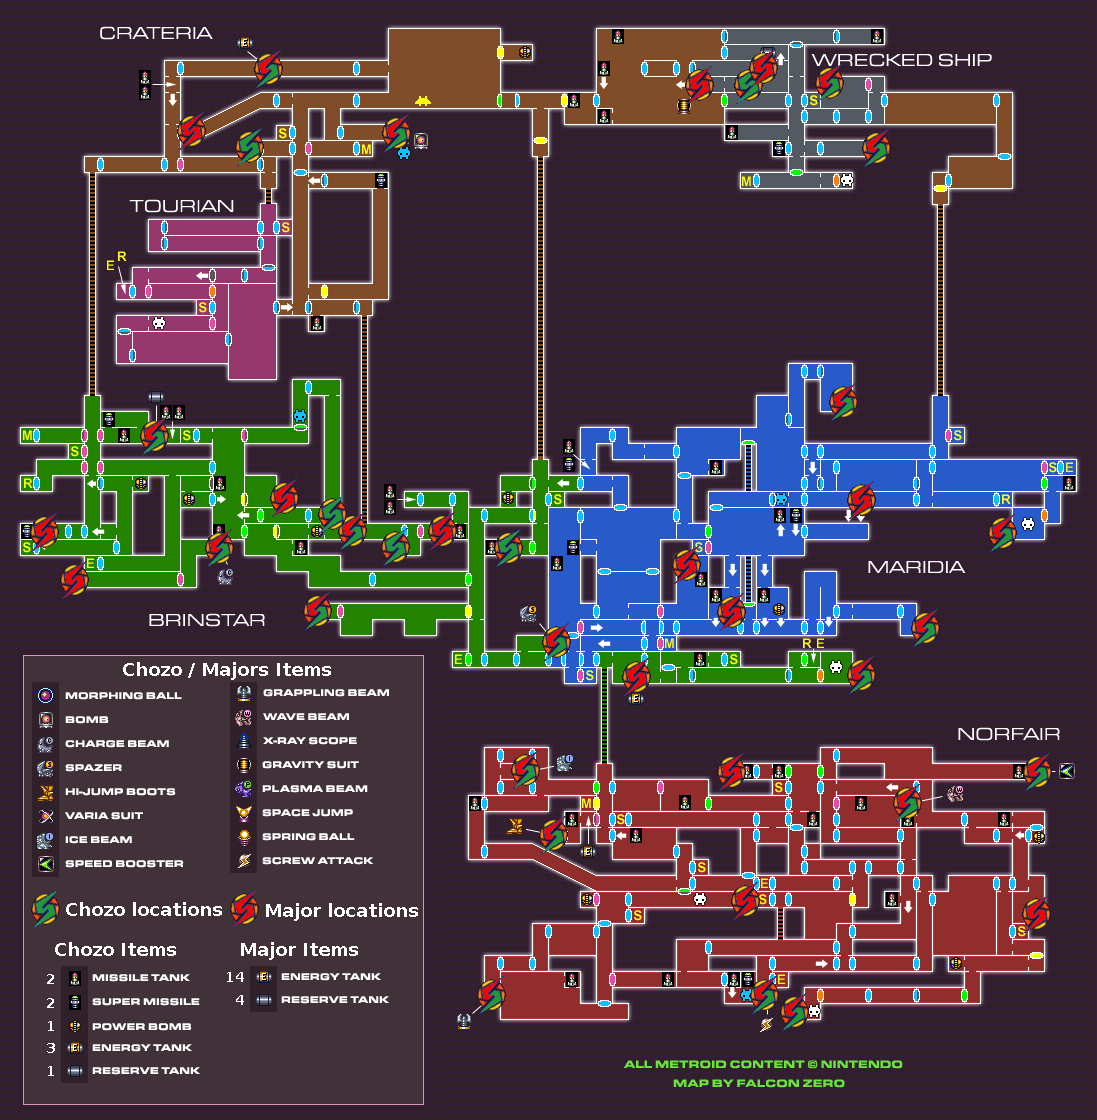 CRATERIA
WRECKED SHIP
S
S
M
M
TOURIAN
S
R
E
S
M
S
S
S
S
E
R
R
S
S
S
E
MARIDIA
BRINSTAR
R E
M
E
S
S
Chozo / Majors Items
MORPHING BALL
BOMB
CHARGE BEAM
SPAZER
HI-JUMP BOOTS
VARIA SUIT
ICE BEAM
SPEED BOOSTER
GRAPPLING BEAM
WAVE BEAM
X-RAY SCOPE
GRAVITY SUIT
PLASMA BEAM
SPACE JUMP
SPRING BALL
SCREW ATTACK
Chozo locations
Major locations
Chozo Items
2 MISSILE TANK
2 SUPER MISSILE
1 POWER BOMB
3 ENERGY TANK
1 RESERVE TANK
Major Items
14 ENERGY TANK
4 RESERVE TANK
NORFAIR
S
M
S
S
E
S
S
S
E
ALL METROID CONTENT © NINTENDO
MAP BY FALCON ZERO